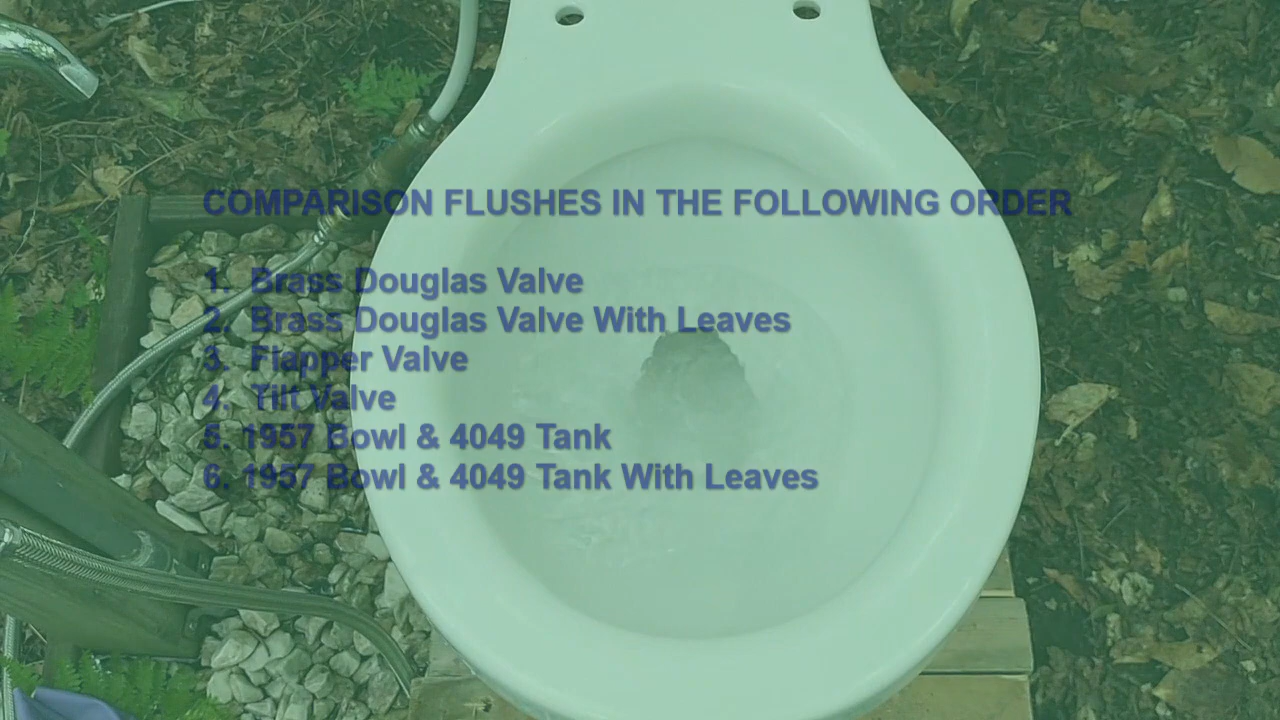 COMPARISON FLUSHES IN THE FOLLOWING ORDER
1. Brass Douglas Valve
2. Brass Douglas Valve With Leaves
3. Flapper Valve
4. Tilt Valve
5. 1957 Bowl & 4049 Tank
6. 1957 Bowl & 4049 Tank With Leaves